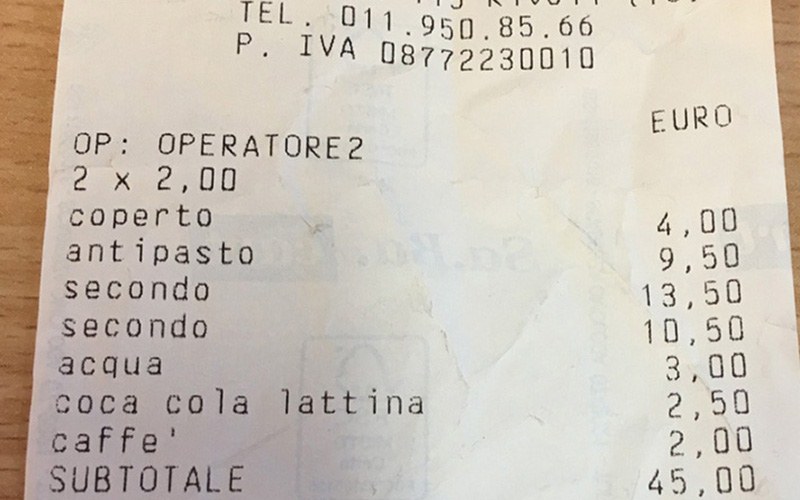 TEL. 011.950.85.66
P. IVA 08772230010
EURO
OP: OPERATORE2
2 x 2,00
coperto 4,00
antipasto 9,50
secondo 13,50
secondo 10,50
acqua 3,00
coca cola lattina 2,50
caffe' 2,00
SUBTOTALE 45,00